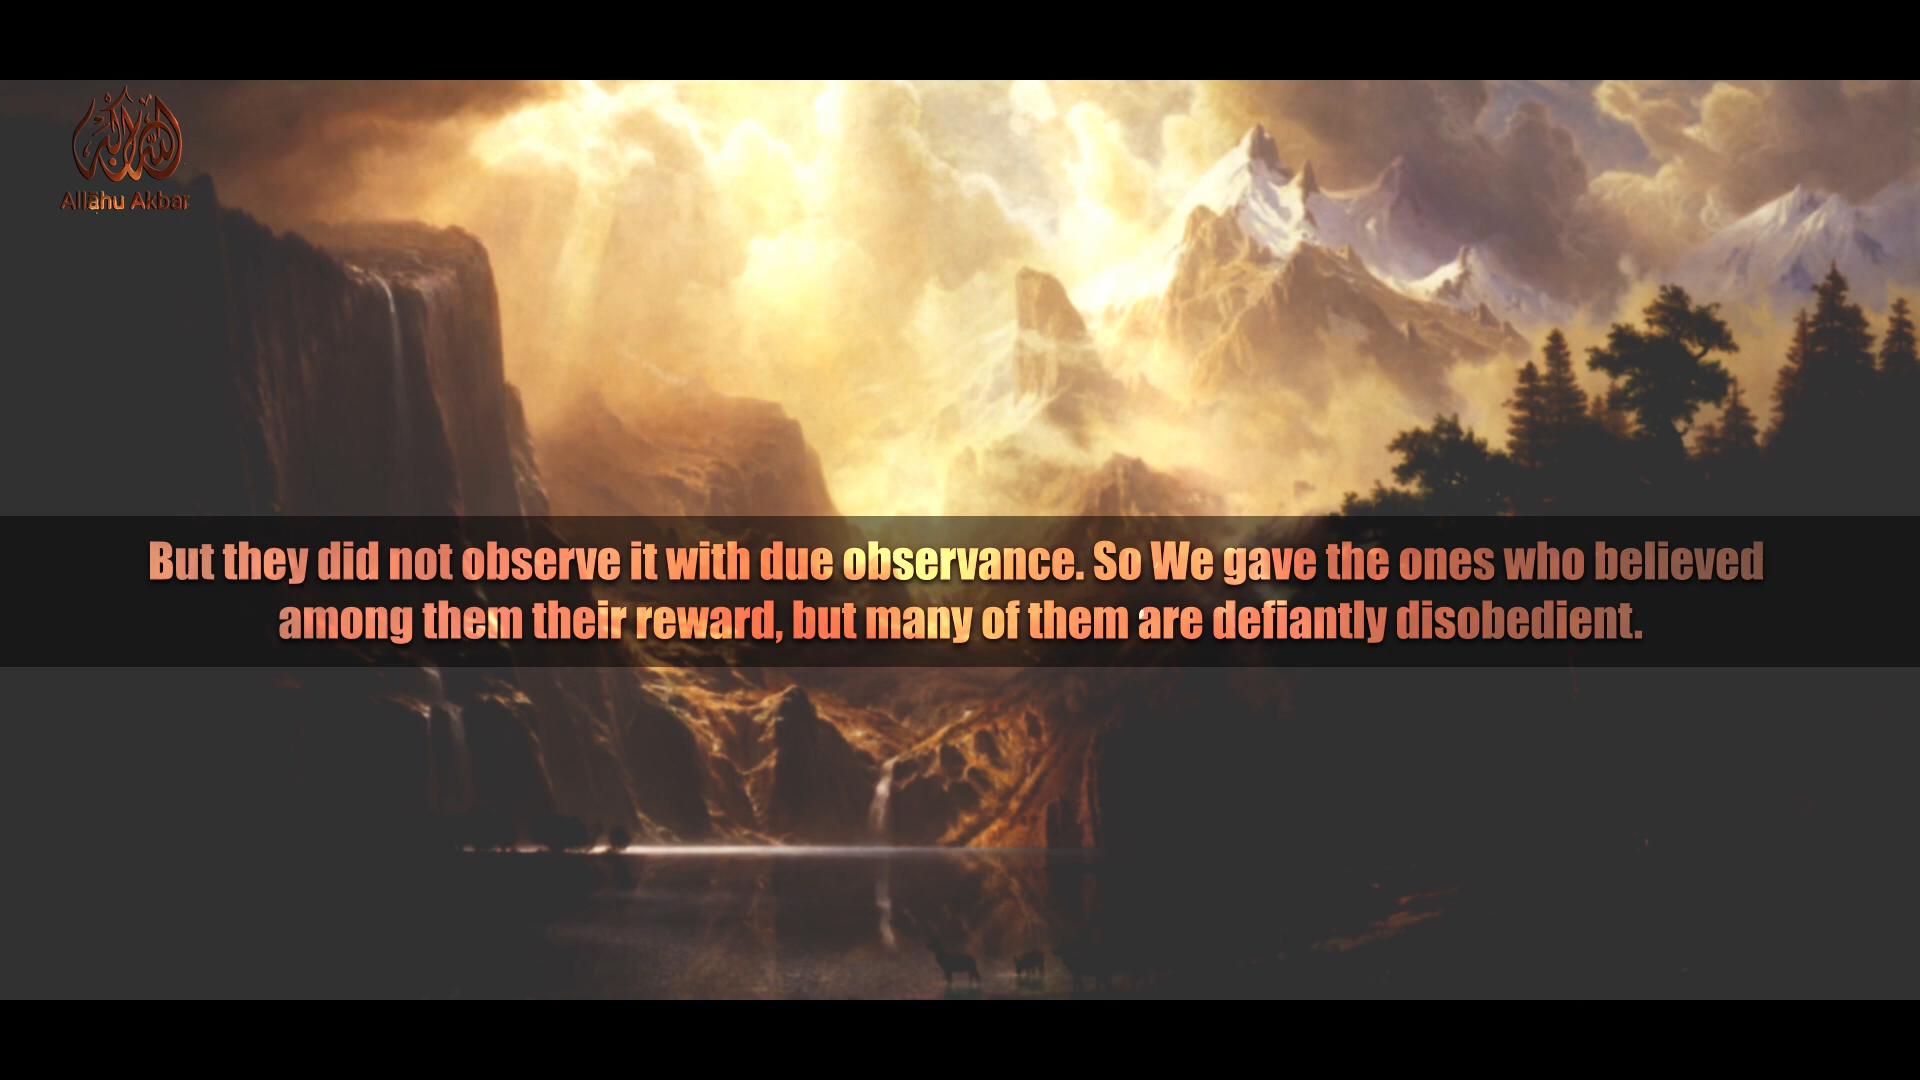 Allāhu Akbar
But they did not observe it with due observance. So We gave the ones who believed
among them their reward, but many of them are defiantly disobedient.